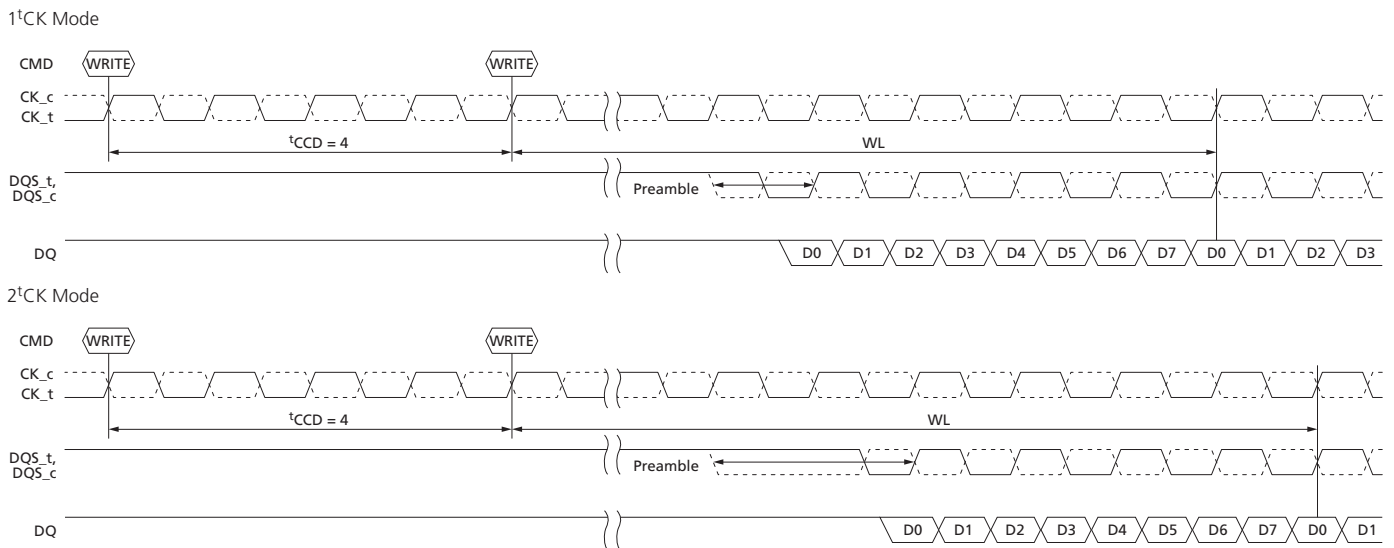 1tCK Mode
CMD WRITE WRITE
CK_c
CK_t
tCCD = 4 WL
DQS_t,
DQS_c Preamble
DQ D0 D1 D2 D3 D4 D5 D6 D7 D0 D1 D2 D3
2tCK Mode
CMD WRITE WRITE
CK_c
CK_t
tCCD = 4 WL
DQS_t,
DQS_c Preamble
DQ D0 D1 D2 D3 D4 D5 D6 D7 D0 D1